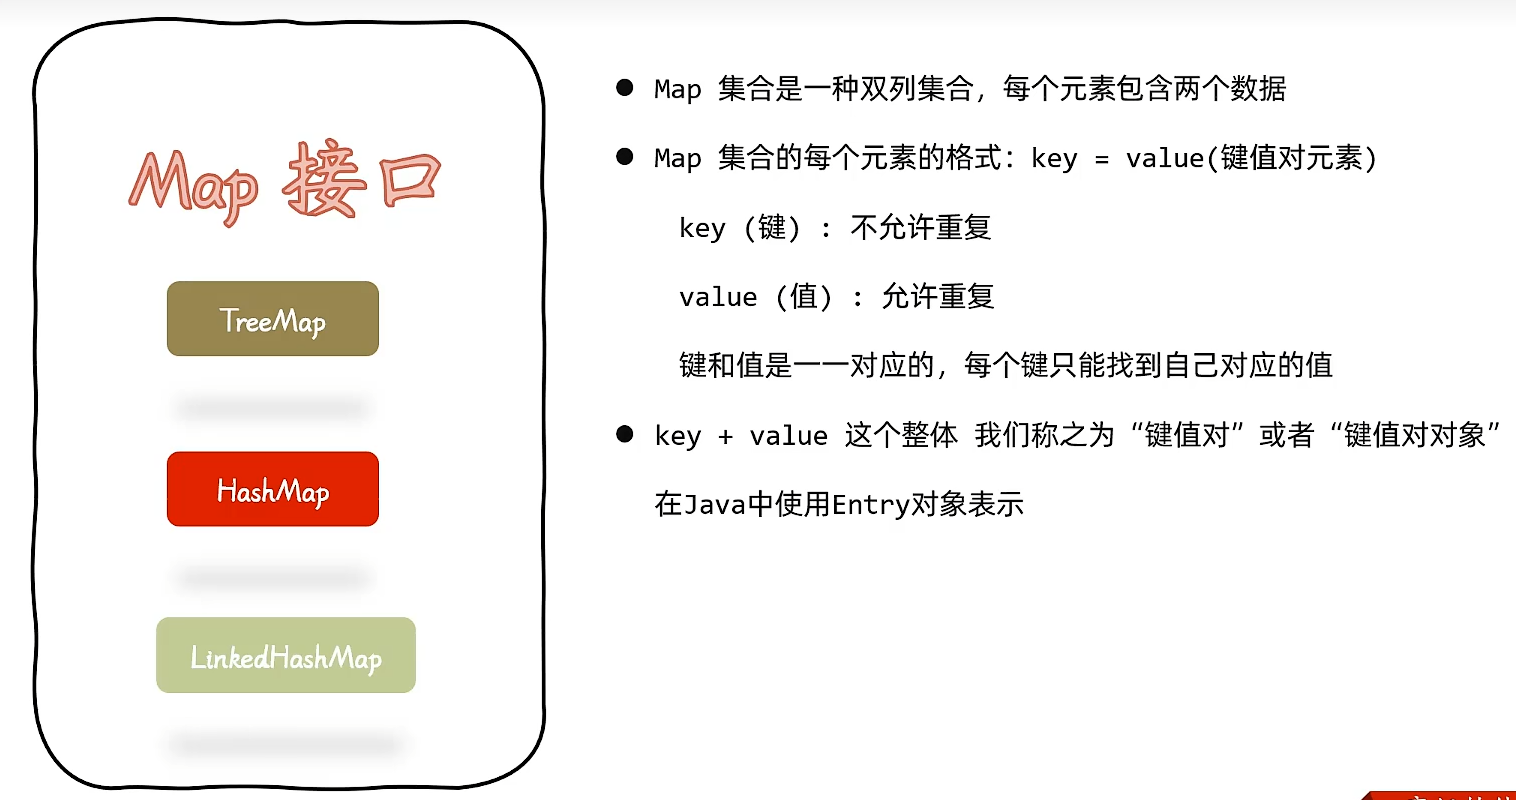 Map 接口
TreeMap
HashMap
LinkedHashMap
● Map 集合是一种双列集合，每个元素包含两个数据
● Map 集合的每个元素的格式：key = value(键值对元素)
key (键) : 不允许重复
value (值) : 允许重复
键和值是一一对应的，每个键只能找到自己对应的值
● key + value 这个整体 我们称之为“键值对”或者“键值对对象”
在Java中使用Entry对象表示